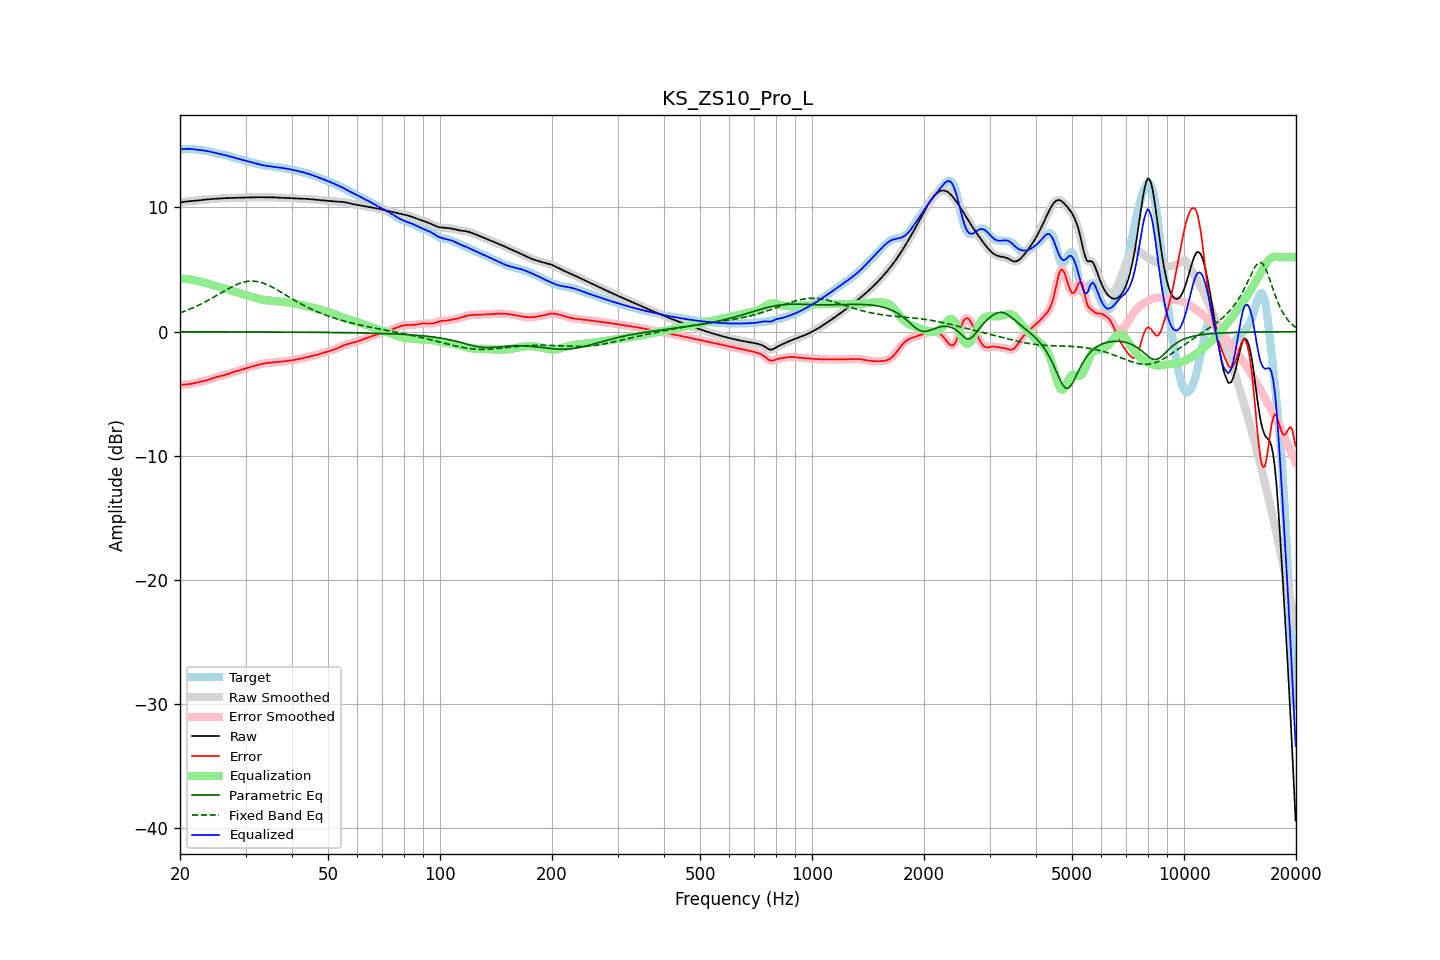 KS_ZS10_Pro_L
Amplitude (dBr)
10
0
−10
−20
−30
−40
Target
Raw Smoothed
Error Smoothed
Raw
Error
Equalization
Parametric Eq
Fixed Band Eq
Equalized
20 50 100 200 500 1000 2000 5000 10000 20000
Frequency (Hz)